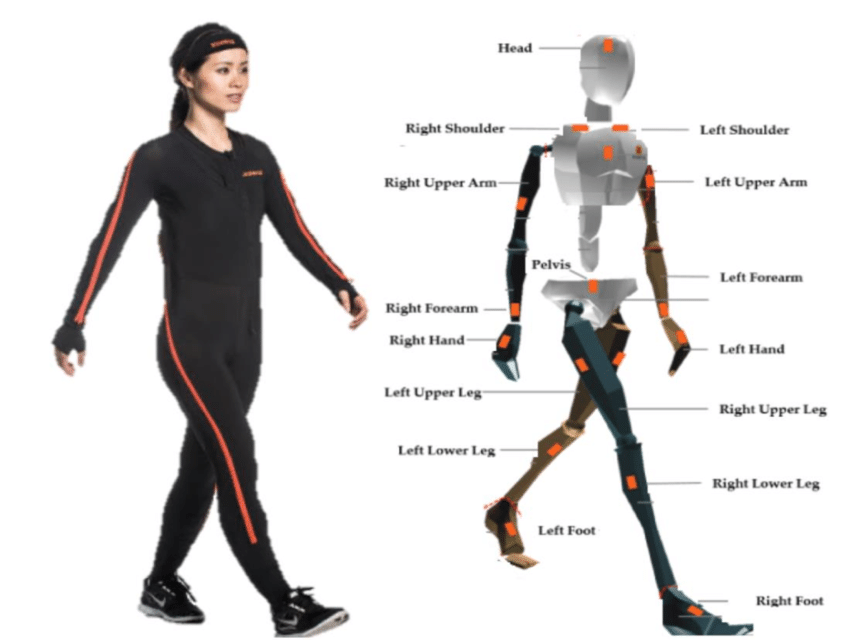 Head
Right Shoulder
Left Shoulder
Right Upper Arm
Left Upper Arm
Pelvis
Left Forearm
Right Forearm
Right Hand
Left Hand
Left Upper Leg
Right Upper Leg
Left Lower Leg
Right Lower Leg
Left Foot
Right Foot